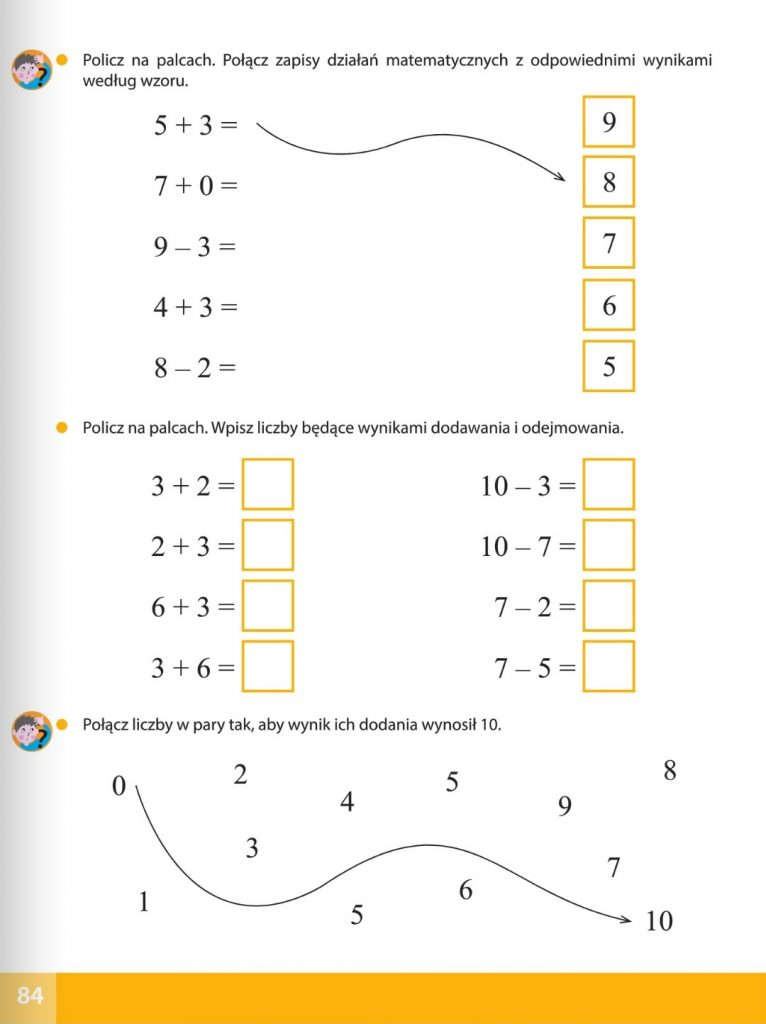 Policz na palcach. Połącz zapisy działań matematycznych z odpowiednimi wynikami
według wzoru.
5 + 3 = 9
7 + 0 = 8
9 – 3 = 7
4 + 3 = 6
8 – 2 = 5
Policz na palcach. Wpisz liczby będące wynikami dodawania i odejmowania.
3 + 2 = 10 – 3 =
2 + 3 = 10 – 7 =
6 + 3 = 7 – 2 =
3 + 6 = 7 – 5 =
Połącz liczby w pary tak, aby wynik ich dodania wynosił 10.
0 2 4 5 9 8
3 7
1 5 6 10
84